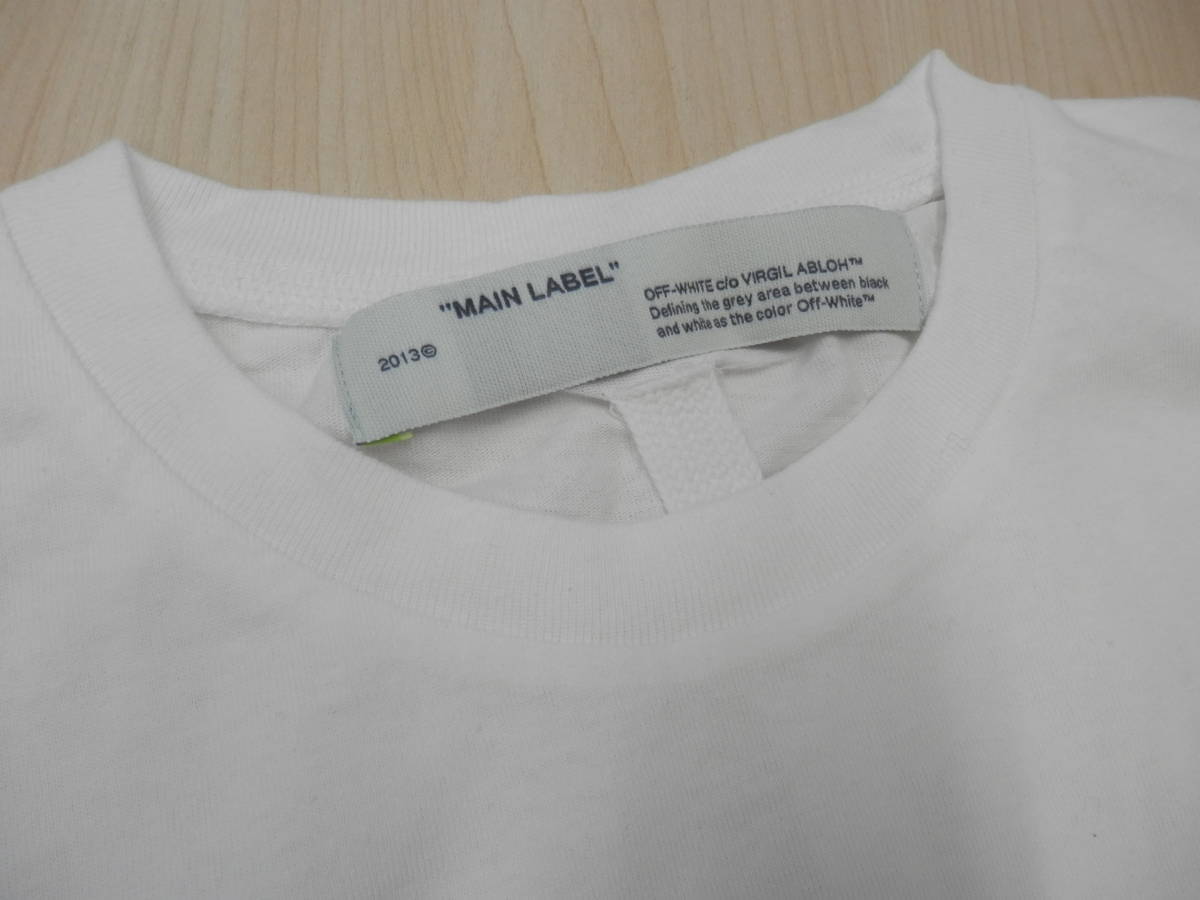 "MAIN LABEL"
2013©
OFF-WHITE c/o VIRGIL ABLOH™
Defining the grey area between black
and white as the color Off-White™